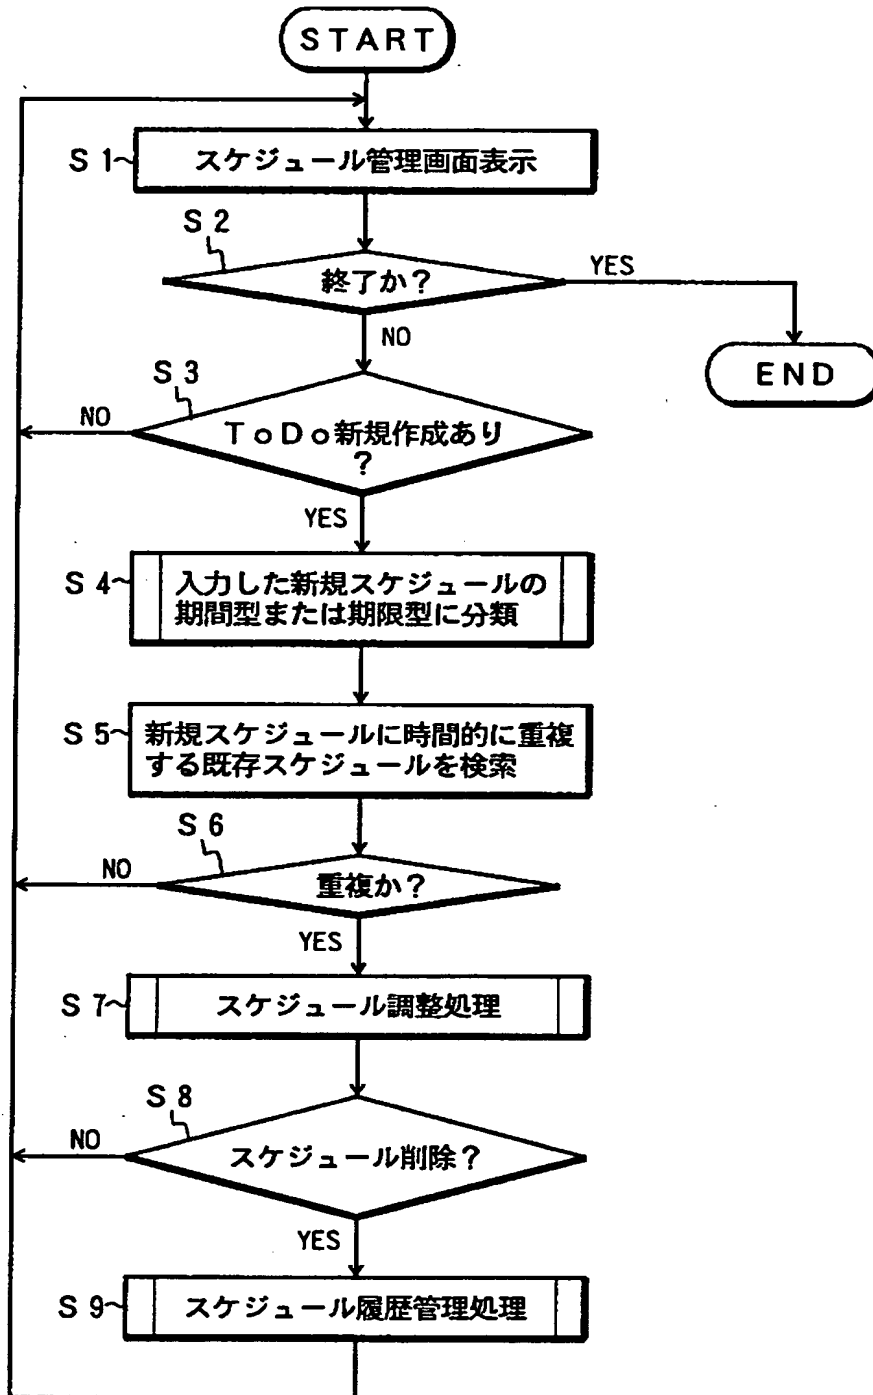 START
S1
スケジュール管理画面表示
S2
終了か?
YES
NO
END
S3
NO
ToDo新規作成あり
?
YES
S4
入力した新規スケジュールの
期間型または期限型に分類
S5
新規スケジュールに時間的に重複
する既存スケジュールを検索
S6
NO
重複か?
YES
S7
スケジュール調整処理
S8
NO
スケジュール削除?
YES
S9
スケジュール履歴管理処理